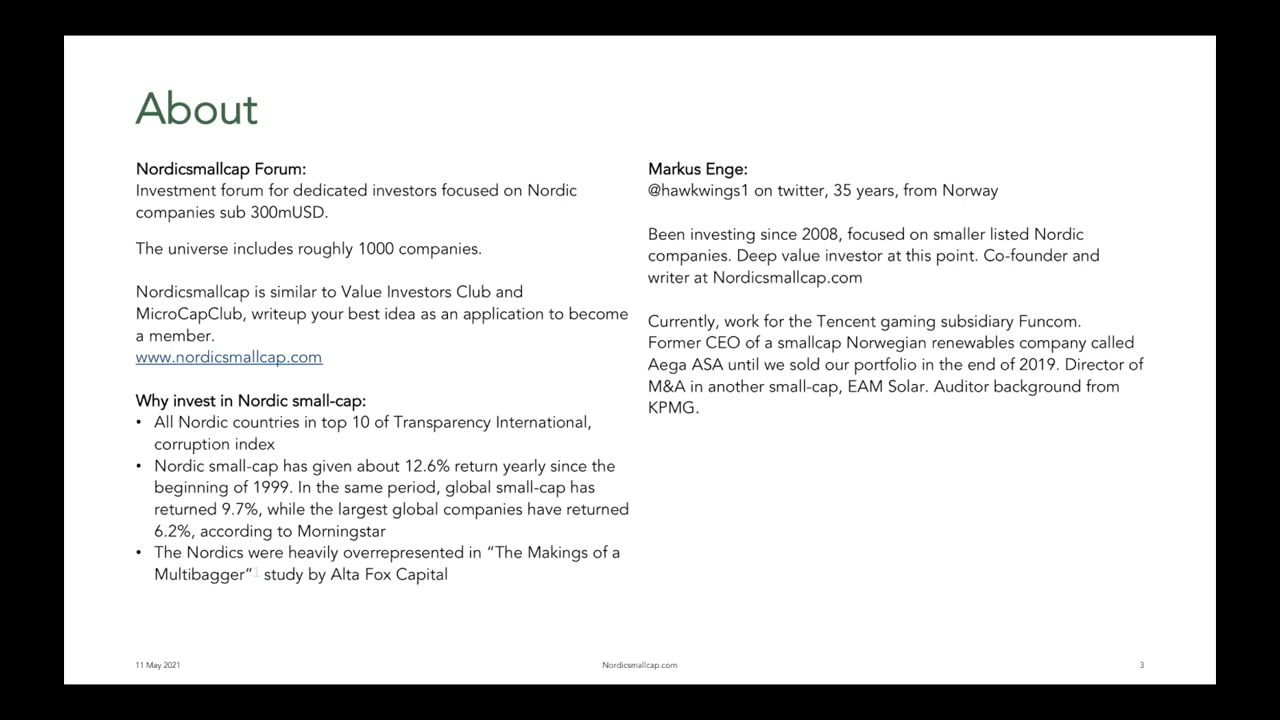 About
Nordicsmallcap Forum:
Investment forum for dedicated investors focused on Nordic
companies sub 300mUSD.
The universe includes roughly 1000 companies.
Nordicsmallcap is similar to Value Investors Club and
MicroCapClub, writeup your best idea as an application to become
a member.
www.nordicsmallcap.com
Why invest in Nordic small-cap:
• All Nordic countries in top 10 of Transparency International,
corruption index
• Nordic small-cap has given about 12.6% return yearly since the
beginning of 1999. In the same period, global small-cap has
returned 9.7%, while the largest global companies have returned
6.2%, according to Morningstar
• The Nordics were heavily overrepresented in “The Makings of a
Multibagger”1 study by Alta Fox Capital
Markus Enge:
@hawkwings1 on twitter, 35 years, from Norway
Been investing since 2008, focused on smaller listed Nordic
companies. Deep value investor at this point. Co-founder and
writer at Nordicsmallcap.com
Currently, work for the Tencent gaming subsidiary Funcom.
Former CEO of a smallcap Norwegian renewables company called
Aega ASA until we sold our portfolio in the end of 2019. Director of
M&A in another small-cap, EAM Solar. Auditor background from
KPMG.
11 May 2021
Nordicsmallcap.com
3